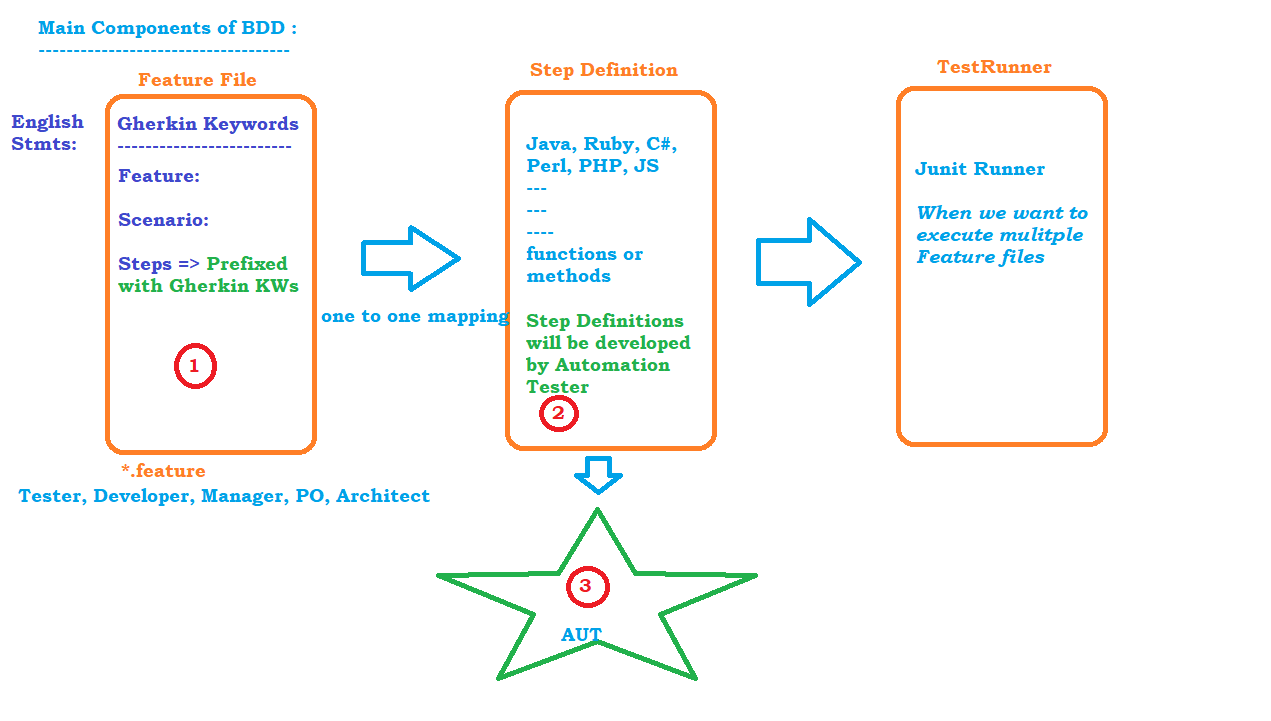 Main Components of BDD :
------------------------------------
Feature File
English
Stmts:
Gherkin Keywords
-------------------------
Feature:
Scenario:
Steps => Prefixed
with Gherkin KWs
1
*.feature
Tester, Developer, Manager, PO, Architect
one to one mapping
Step Definition
Java, Ruby, C#,
Perl, PHP, JS
---
---
----
functions or
methods
Step Definitions
will be developed
by Automation
Tester
2
3
AUT
TestRunner
Junit Runner
When we want to
execute mulitple
Feature files